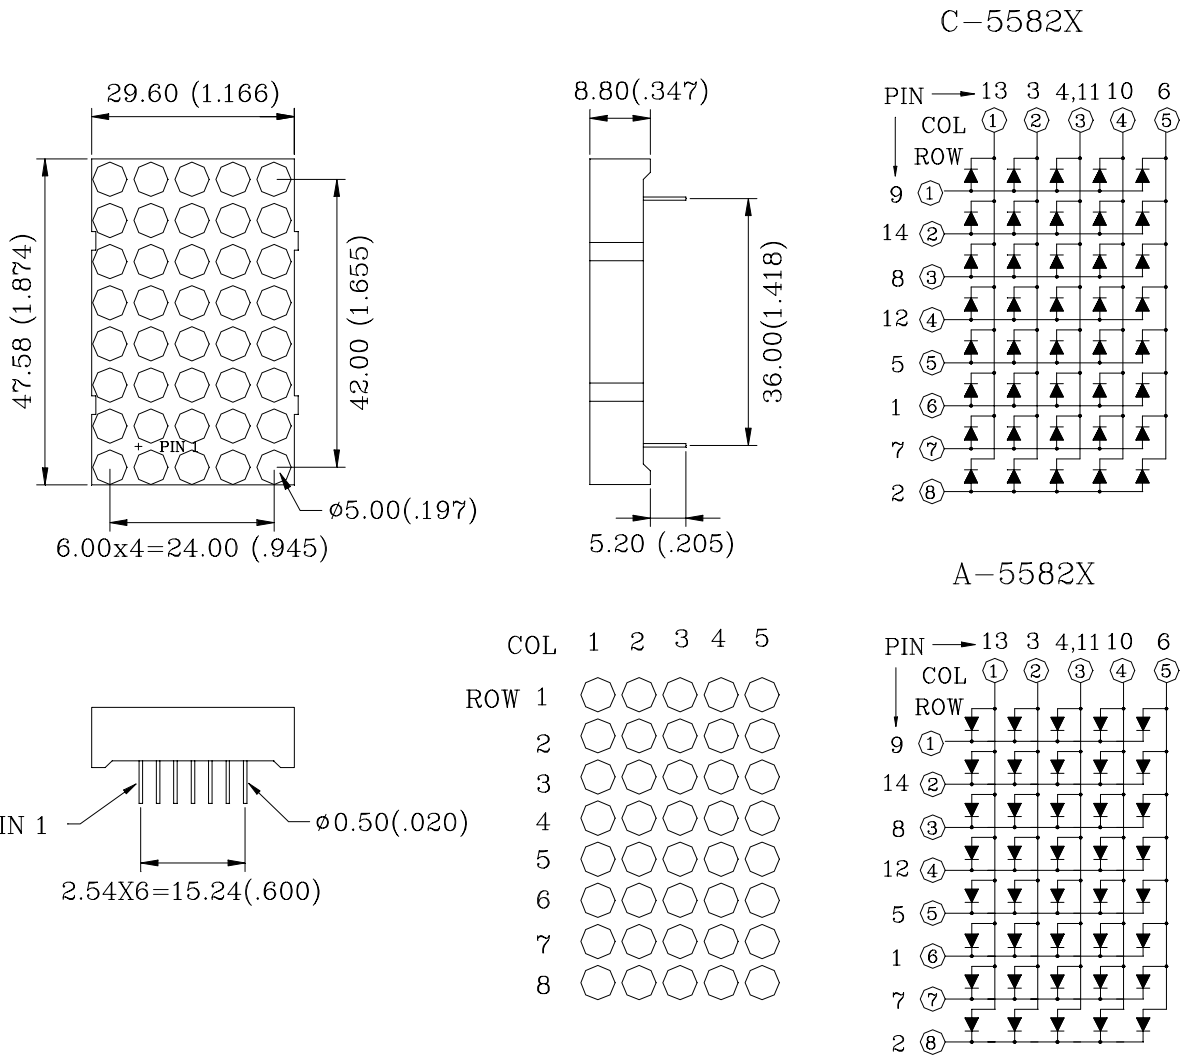 C-5582X
29.60 (1.166)
47.58 (1.874)
42.00 (1.655)
+ PIN 1
ø5.00(.197)
6.00x4=24.00 (.945)
8.80(.347)
36.00(1.418)
5.20 (.205)
PIN 13 3 4,11 10 6
COL 1 2 3 4 5
ROW
9 1
14 2
8 3
12 4
5 5
1 6
7 7
2 8
A-5582X
IN 1
ø0.50(.020)
2.54X6=15.24(.600)
COL 1 2 3 4 5
ROW 1
2
3
4
5
6
7
8
PIN 13 3 4,11 10 6
COL 1 2 3 4 5
ROW
9 1
14 2
8 3
12 4
5 5
1 6
7 7
2 8